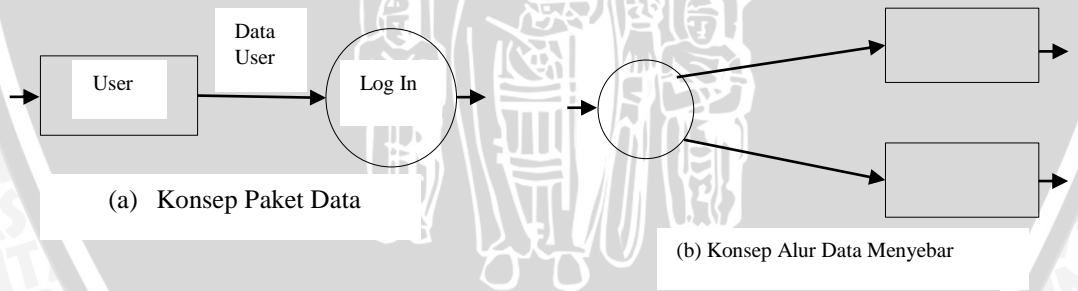 Data
User
User
Log In
(a) Konsep Paket Data
(b) Konsep Alur Data Menyebar